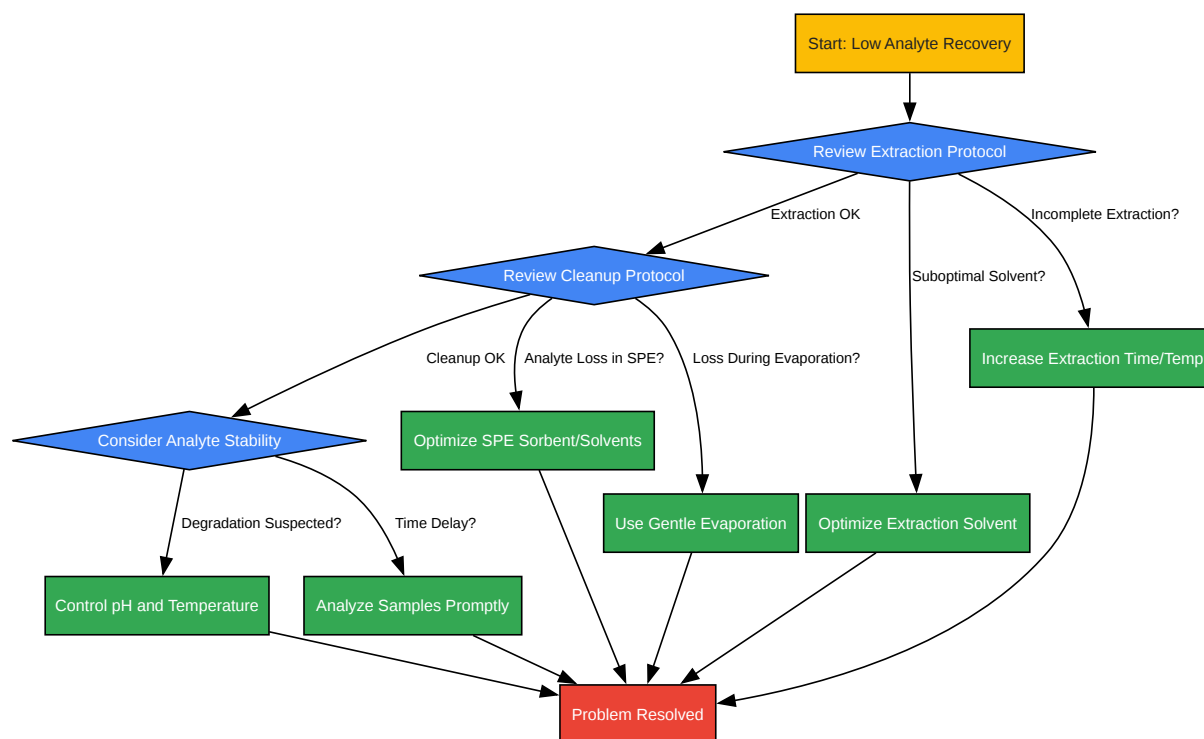 Start: Low Analyte Recovery
Review Extraction Protocol
Extraction OK
Incomplete Extraction?
Review Cleanup Protocol
Suboptimal Solvent?
Cleanup OK
Analyte Loss in SPE?
Loss During Evaporation?
Increase Extraction Time/Temp
Consider Analyte Stability
Optimize SPE Sorbent/Solvents
Degradation Suspected?
Time Delay?
Use Gentle Evaporation
Optimize Extraction Solvent
Control pH and Temperature
Analyze Samples Promptly
Problem Resolved